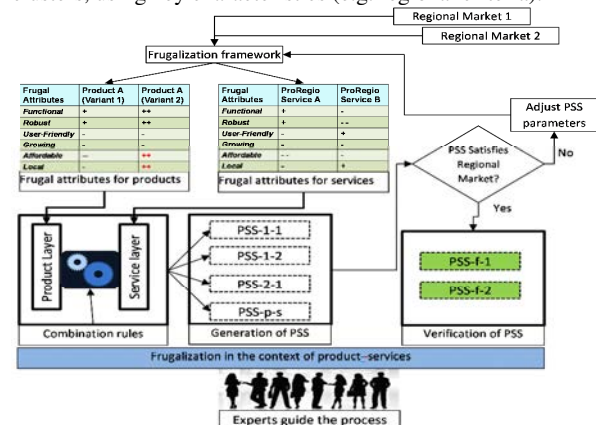 Regional Market 1
Regional Market 2
Frugalization framework
Frugal Attributes Product A (Variant 1) Product A (Variant 2)
Functional + ++
Robust + ++
User-Friendly - -
Growing - -
Affordable -- ++
Local - ++
Frugal attributes for products
Frugal Attributes ProRegio Service A ProRegio Service B
Functional + -
Robust + --
User-Friendly - +
Growing - -
Affordable -- -
Local - +
Frugal attributes for services
Adjust PSS
parameters
PSS Satisfies
Regional
Market?
No
Yes
Product Layer
Service layer
Combination rules
PSS-1-1
PSS-1-2
PSS-2-1
PSS-p-s
Generation of PSS
PSS-f-1
PSS-f-2
Verification of PSS
Frugalization in the context of product–services
Experts guide the process